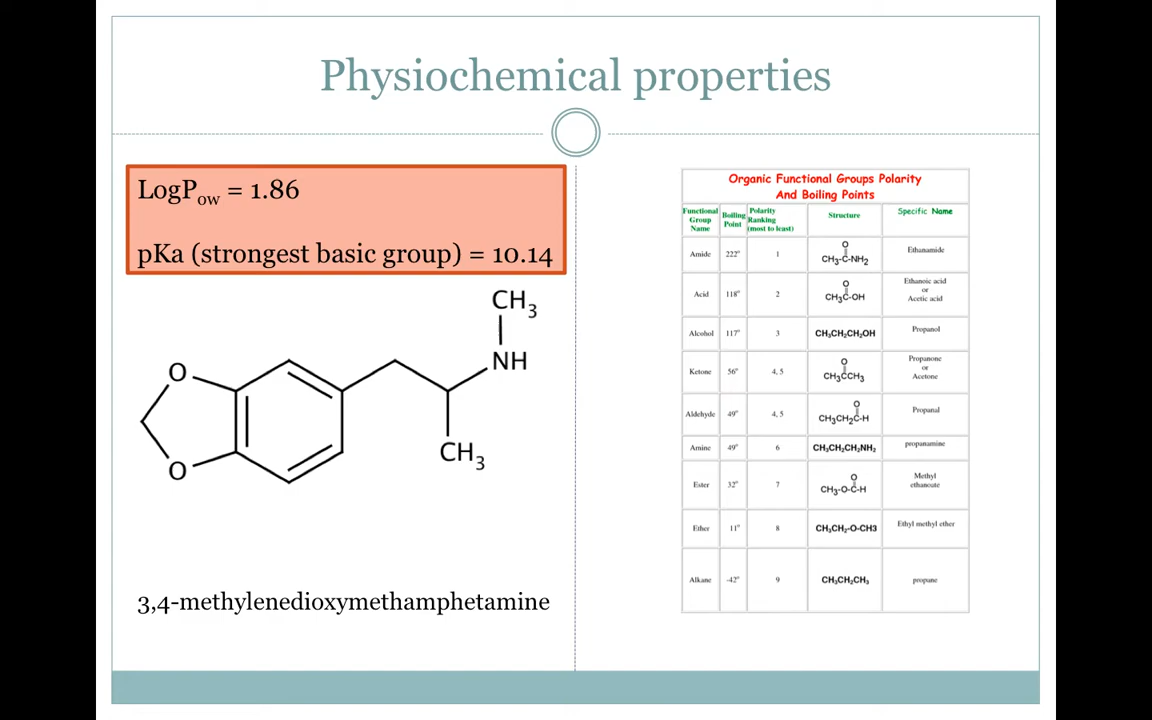 Physiochemical properties
LogPow = 1.86
pKa (strongest basic group) = 10.14
CH3
NH
O
O
CH3
3,4-methylenedioxymethamphetamine
Organic Functional Groups Polarity
And Boiling Points
Functional Group Name Boiling Point Polarity Ranking (most to least) Structure Specific Name
Amide 222° 1 O CH3-C-NH2 Ethanamide
Acid 118° 2 O CH3C-OH Ethanoic acid or Acetic acid
Alcohol 117° 3 CH3CH2CH2OH Propanol
Ketone 56° 4, 5 O CH3CCH3 Propanone or Acetone
Aldehyde 49° 4, 5 O CH3CH2C-H Propanal
Amine 49° 6 CH3CH2CH2NH2 propanamine
Ester 32° 7 O CH3-O-C-H Methyl ethanoate
Ether 11° 8 CH3CH2-O-CH3 Ethyl methyl ether
Alkane -42° 9 CH3CH2CH3 propane